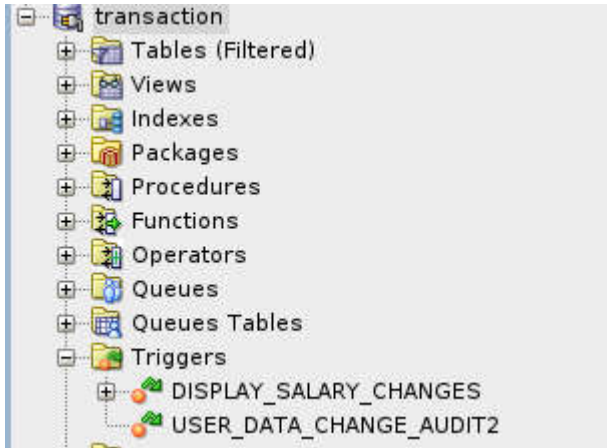 transaction
Tables (Filtered)
Views
Indexes
Packages
Procedures
Functions
Operators
Queues
Queues Tables
Triggers
DISPLAY_SALARY_CHANGES
USER_DATA_CHANGE_AUDIT2